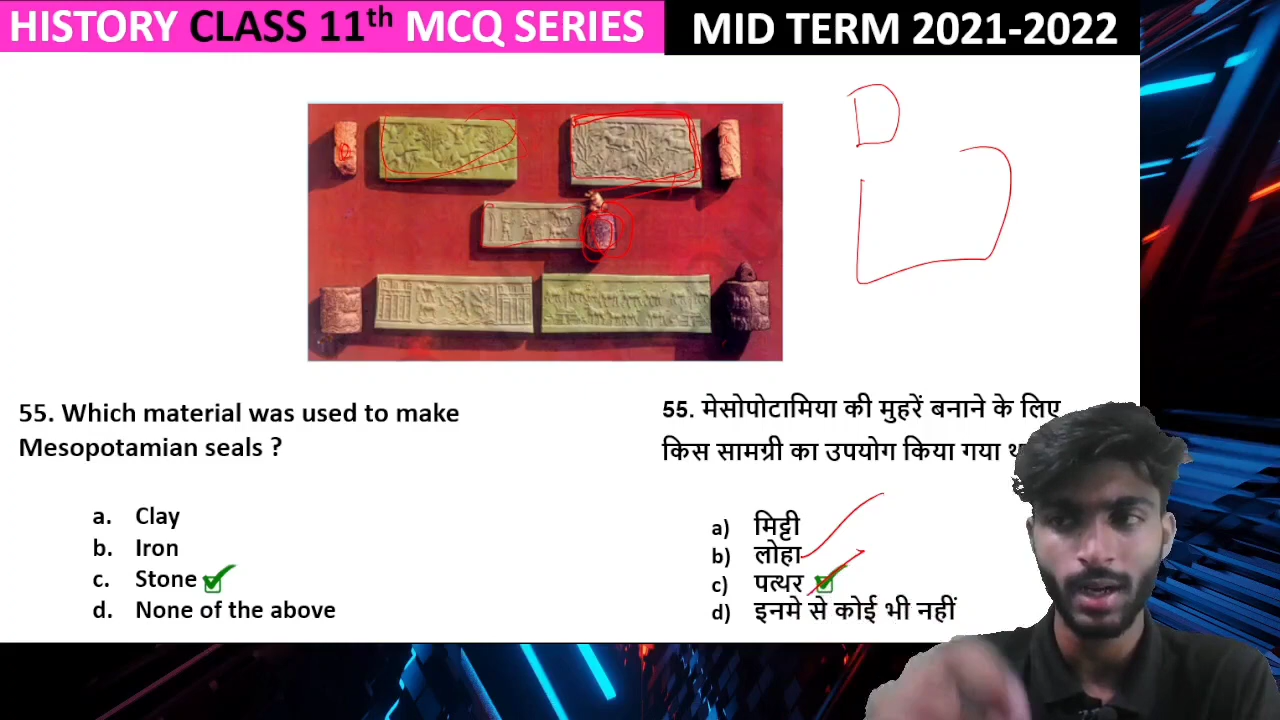 HISTORY CLASS 11th MCQ SERIES
MID TERM 2021-2022
55. Which material was used to make
Mesopotamian seals ?
a. Clay
b. Iron
c. Stone
d. None of the above
55. मेसोपोटामिया की मुहरें बनाने के लिए
किस सामग्री का उपयोग किया गया
a) मिट्टी
b) लोहा
c) पत्थर
d) इनमे से कोई भी नहीं